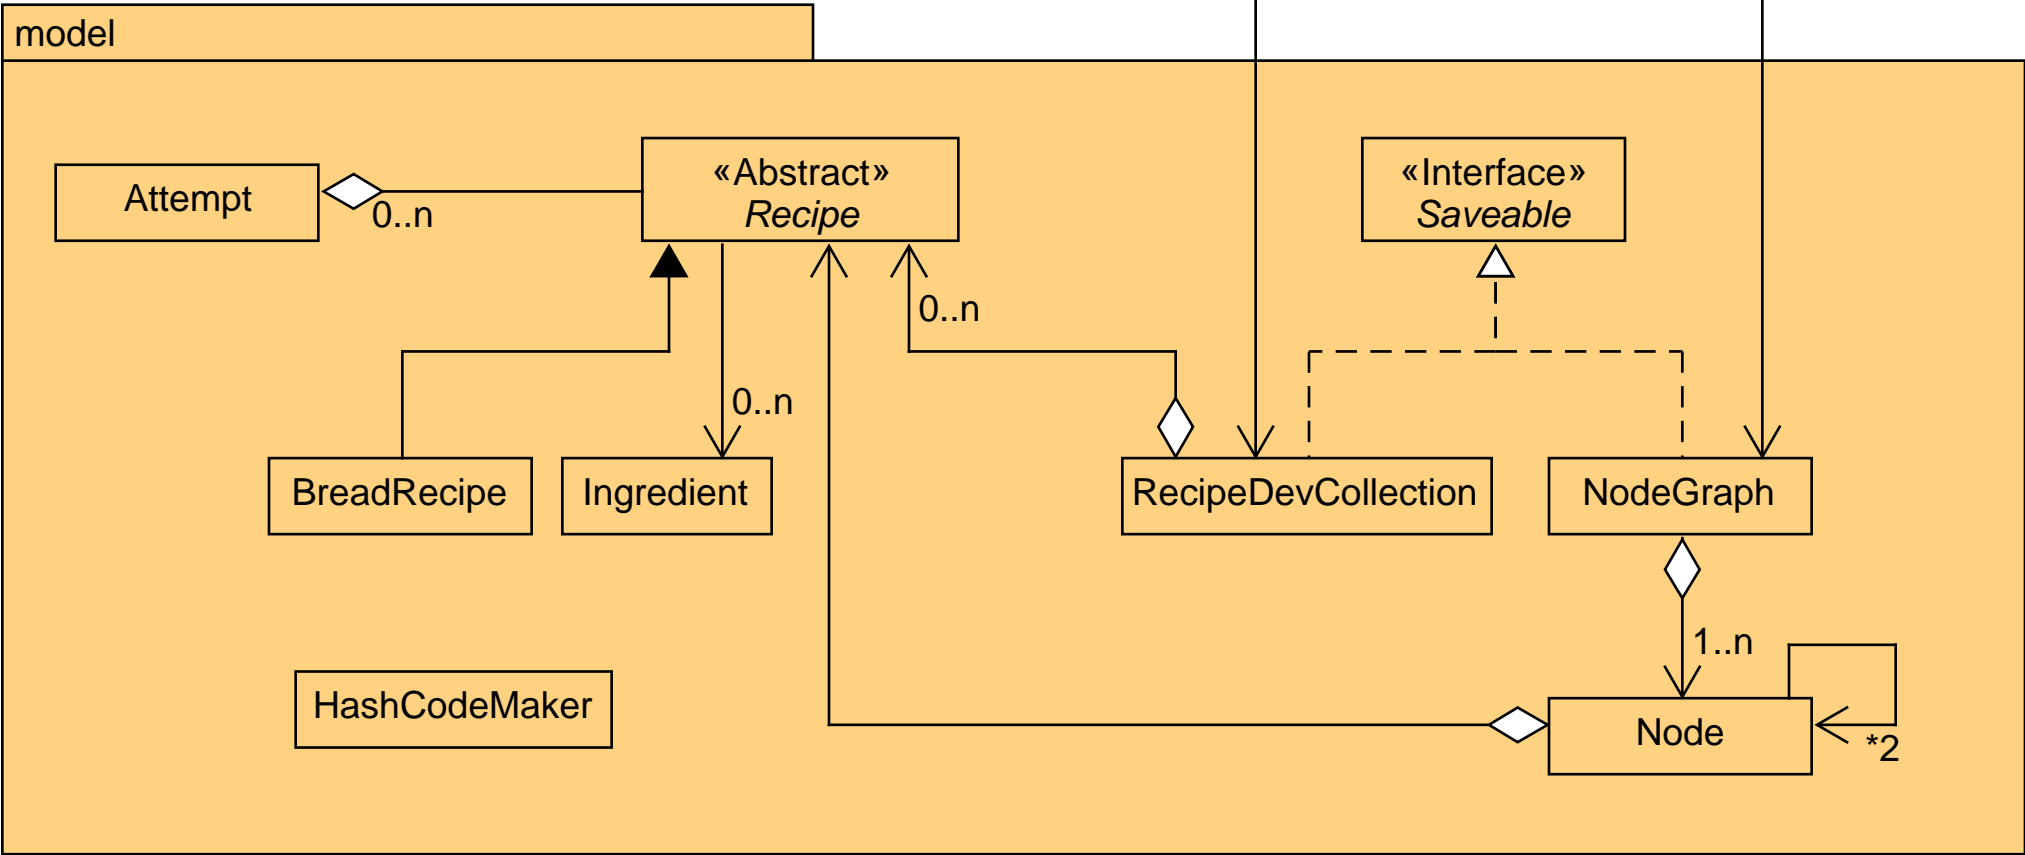 model
Attempt
0..n
«Abstract»
Recipe
«Interface»
Saveable
0..n
0..n
BreadRecipe
Ingredient
RecipeDevCollection
NodeGraph
1..n
HashCodeMaker
Node
*2